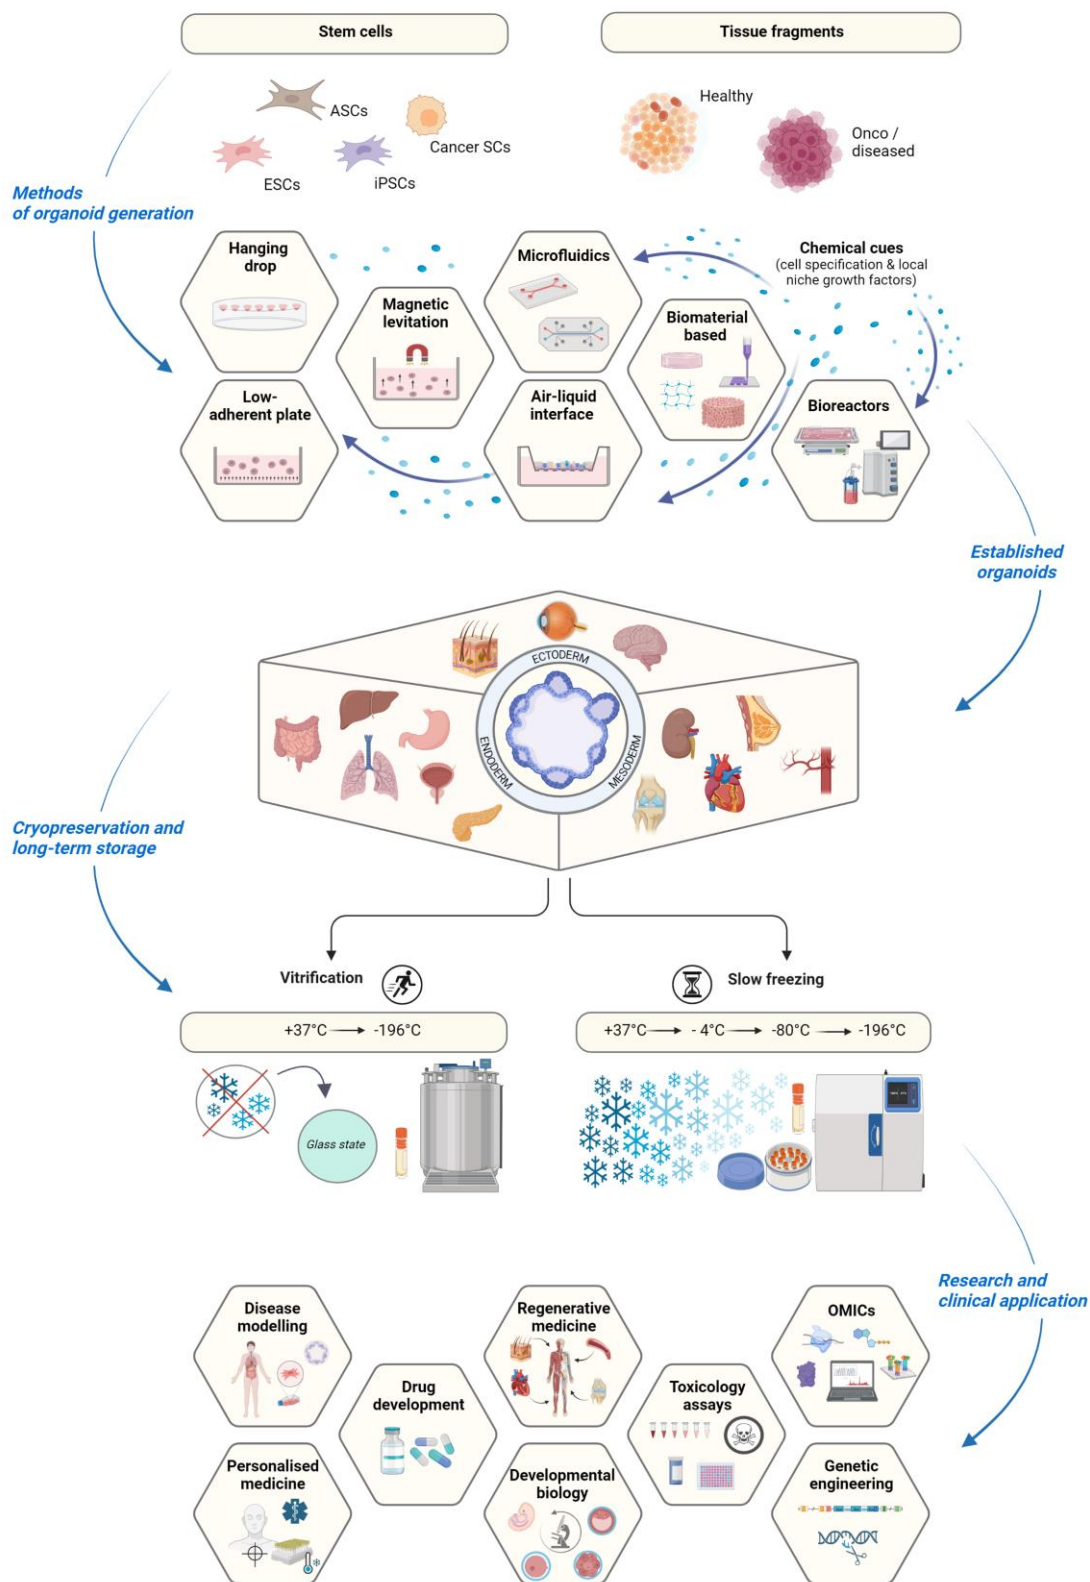 Stem cells
Tissue fragments
ASCs
Cancer SCs
ESCs
iPSCs
Healthy
Onco /
diseased
Methods
of organoid generation
Hanging
drop
Magnetic
levitation
Microfluidics
Chemical cues
(cell specification & local
niche growth factors)
Biomaterial
based
Low-
adherent plate
Air-liquid
interface
Bioreactors
Established
organoids
ECTODERM
ENDODERM
MESODERM
Cryopreservation and
long-term storage
Vitrification
Slow freezing
+37°C -196°C
+37°C - 4°C -80°C -196°C
Glass state
Research and
clinical application
Disease
modelling
Regenerative
medicine
OMICs
Drug
development
Toxicology
assays
Personalised
medicine
Developmental
biology
Genetic
engineering